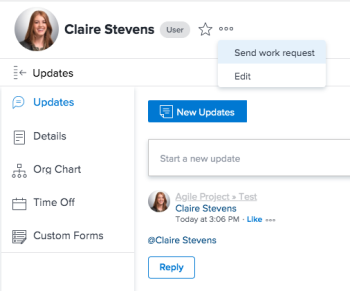 Claire Stevens User
Send work request
Edit
Updates
Updates
Details
Org Chart
Time Off
Custom Forms
New Updates
Start a new update
Agile Project > Test
Claire Stevens
Today at 3:06 PM · Like
@Claire Stevens
Reply